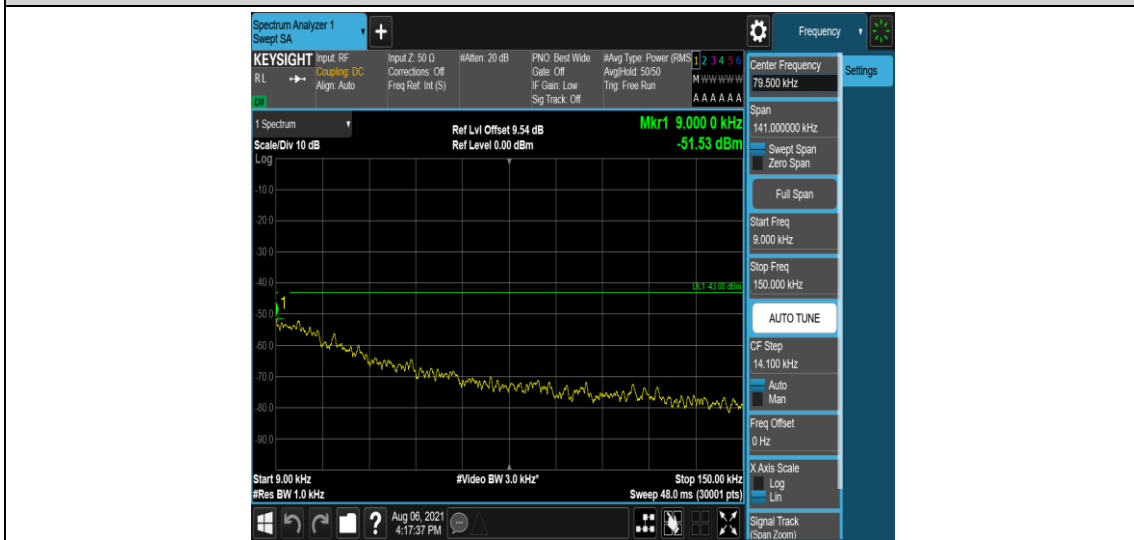 Spectrum Analyzer 1
Swept SA
+
Frequency
KEYSIGHT
RL
LXI
Input: RF
Coupling: DC
Align: Auto
Input Z: 50 Ω
Corrections: Off
Freq Ref: Int (S)
#Atten: 20 dB
PNO: Best Wide
Gate: Off
IF Gain: Low
Sig Track: Off
#Avg Type: Power (RMS
Avg|Hold: 50/50
Trig: Free Run
1 2 3 4 5 6
M W W W W W
A A A A A A
1 Spectrum
Scale/Div 10 dB
Ref Lvl Offset 9.54 dB
Ref Level 0.00 dBm
Mkr1 9.000 0 kHz
-51.53 dBm
Log
-10.0
-20.0
-30.0
-40.0
-50.0
-60.0
-70.0
-80.0
-90.0
DL1 -43.00 dBm
1
Start 9.00 kHz
#Res BW 1.0 kHz
#Video BW 3.0 kHz*
Stop 150.00 kHz
Sweep 48.0 ms (30001 pts)
?
Aug 06, 2021
4:17:37 PM
Center Frequency
79.500 kHz
Settings
Span
141.000000 kHz
Swept Span
Zero Span
Full Span
Start Freq
9.000 kHz
Stop Freq
150.000 kHz
AUTO TUNE
CF Step
14.100 kHz
Auto
Man
Freq Offset
0 Hz
X Axis Scale
Log
Lin
Signal Track
(Span Zoom)